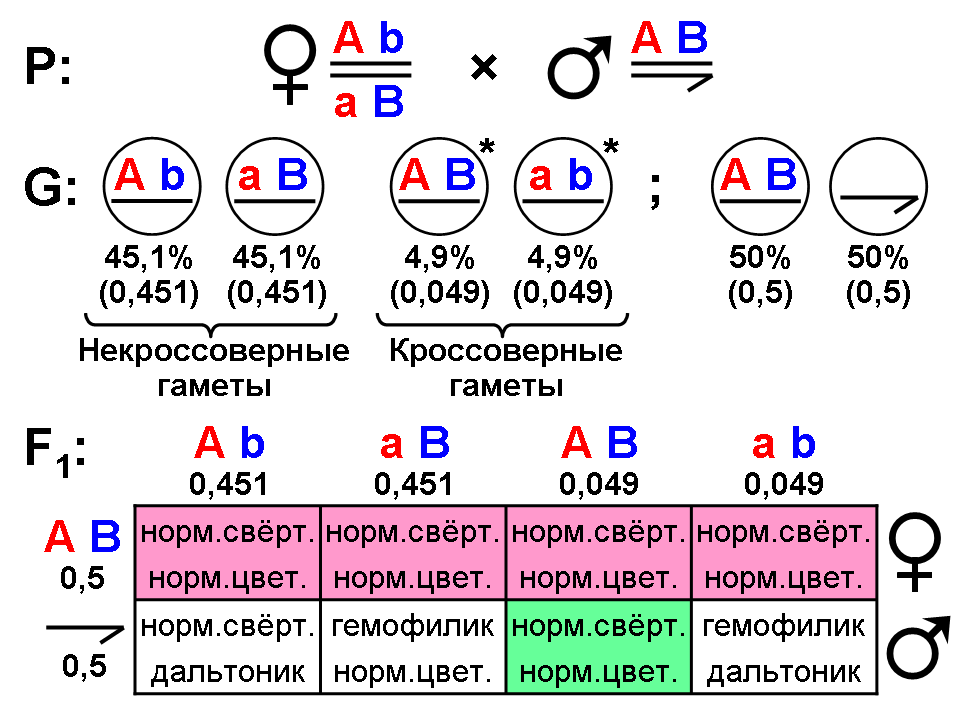 A b A B
P: ×
a B
G: A b a B A B* a b* ; A B
45,1% 45,1% 4,9% 4,9% 50% 50%
(0,451) (0,451) (0,049) (0,049) (0,5) (0,5)
Некроссоверные Кроссоверные
гаметы гаметы
F1: A b a B A B a b
0,451 0,451 0,049 0,049
A B норм.свёрт. норм.свёрт. норм.свёрт. норм.свёрт.
0,5 норм.цвет. норм.цвет. норм.цвет. норм.цвет.
норм.свёрт. гемофилик норм.свёрт. гемофилик
0,5 дальтоник норм.цвет. норм.цвет. дальтоник